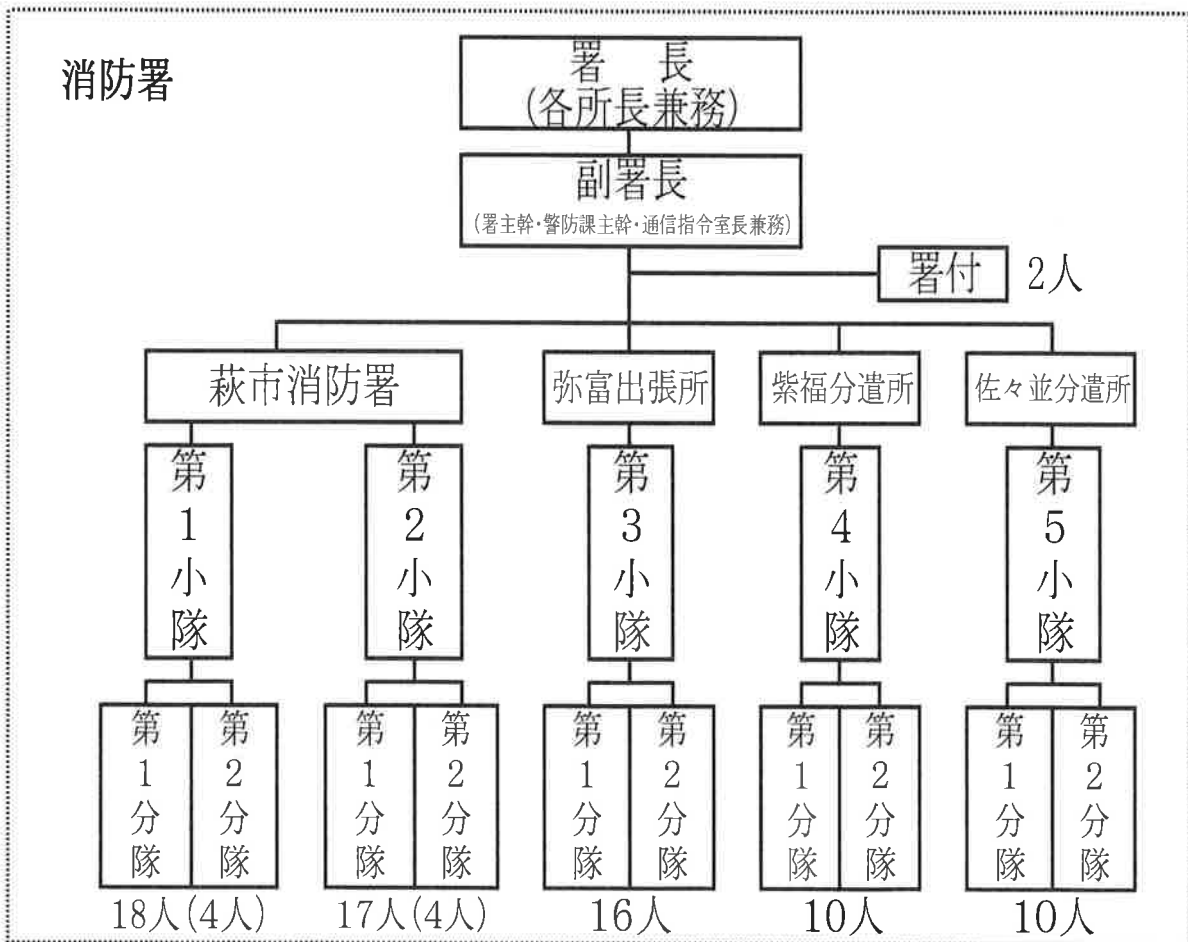 消防署
署　長
(各所長兼務)
副署長
(署主幹・警防課主幹・通信指令室長兼務)
署付
2人
萩市消防署
弥富出張所
紫福分遣所
佐々並分遣所
第1小隊
第2小隊
第3小隊
第4小隊
第5小隊
第1分隊
第2分隊
第1分隊
第2分隊
第1分隊
第2分隊
第1分隊
第2分隊
第1分隊
第2分隊
18人(4人)
17人(4人)
16人
10人
10人